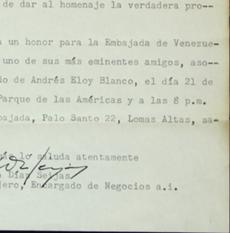 de dar al homenaje la verdadera pro--
un honor para la Embajada de Venezue-
uno de sus más eminentes amigos, aso--
do de Andrés Eloy Blanco, el día 21 de
Parque de las Américas y a las 8 p.m.
bajada, Palo Santo 22, Lomas Altas, sa-
lo saluda atentamente
Díaz Seijas
jero, Encargado de Negocios a.i.